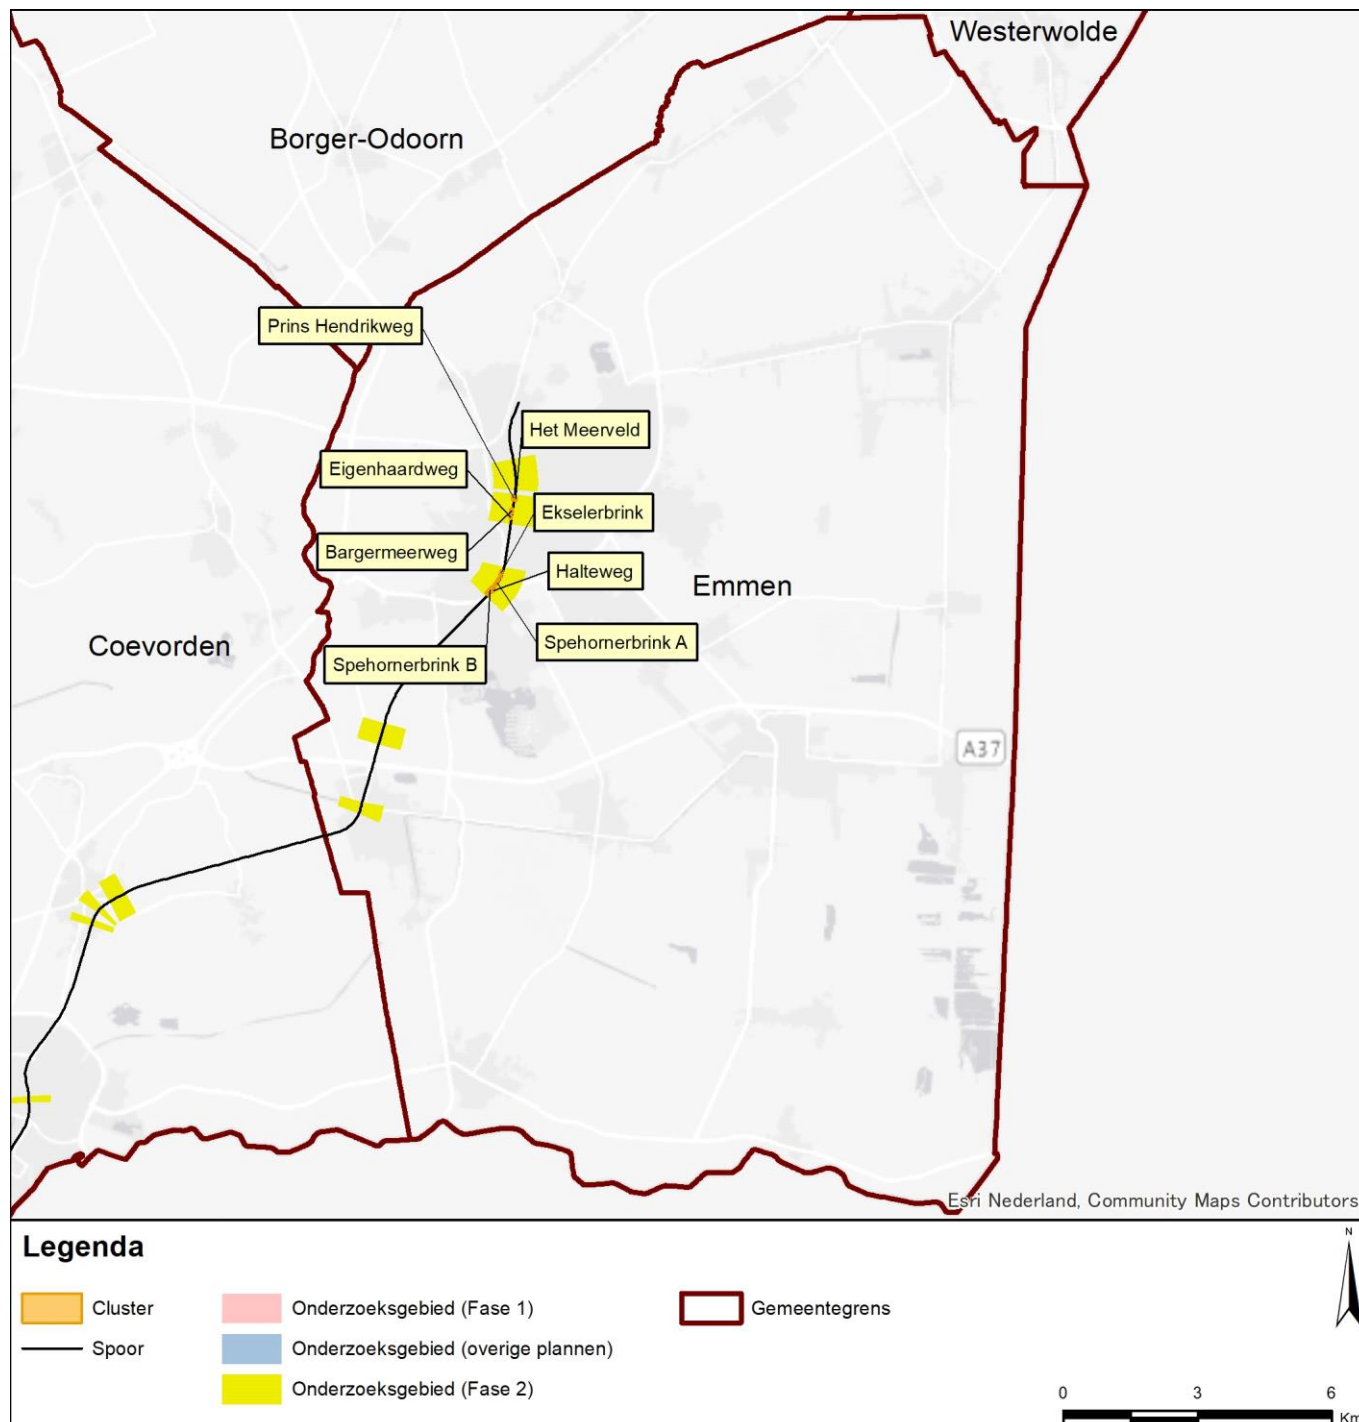 Westerwolde
Borger-Odoorn
Prins Hendrikweg
Het Meerveld
Eigenhaardweg
Ekselerbrink
Bargermeerweg
Halteweg
Emmen
Coevorden
Spehornerbrink A
Spehornerbrink B
A37
Esri Nederland, Community Maps Contributors
Legenda
N
Cluster
Onderzoeksgebied (Fase 1)
Gemeentegrens
Spoor
Onderzoeksgebied (overige plannen)
Onderzoeksgebied (Fase 2)
0 3 6
Km